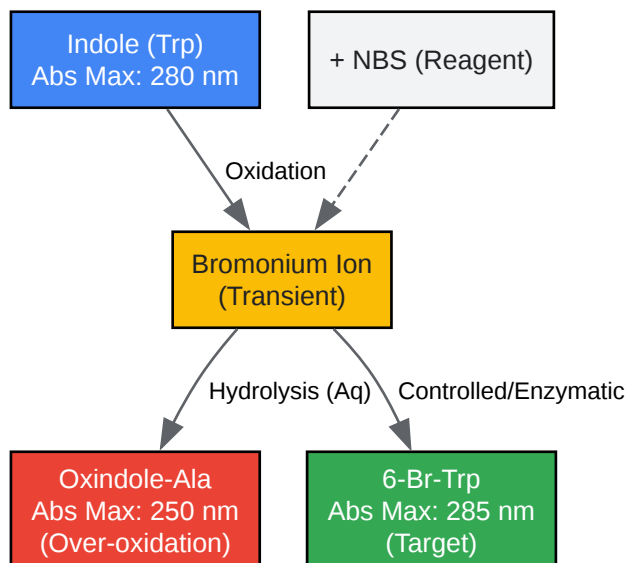 Indole (Trp)
Abs Max: 280 nm
+ NBS (Reagent)
Oxidation
Bromonium Ion
(Transient)
Hydrolysis (Aq)
Controlled/Enzymatic
Oxindole-Ala
Abs Max: 250 nm
(Over-oxidation)
6-Br-Trp
Abs Max: 285 nm
(Target)